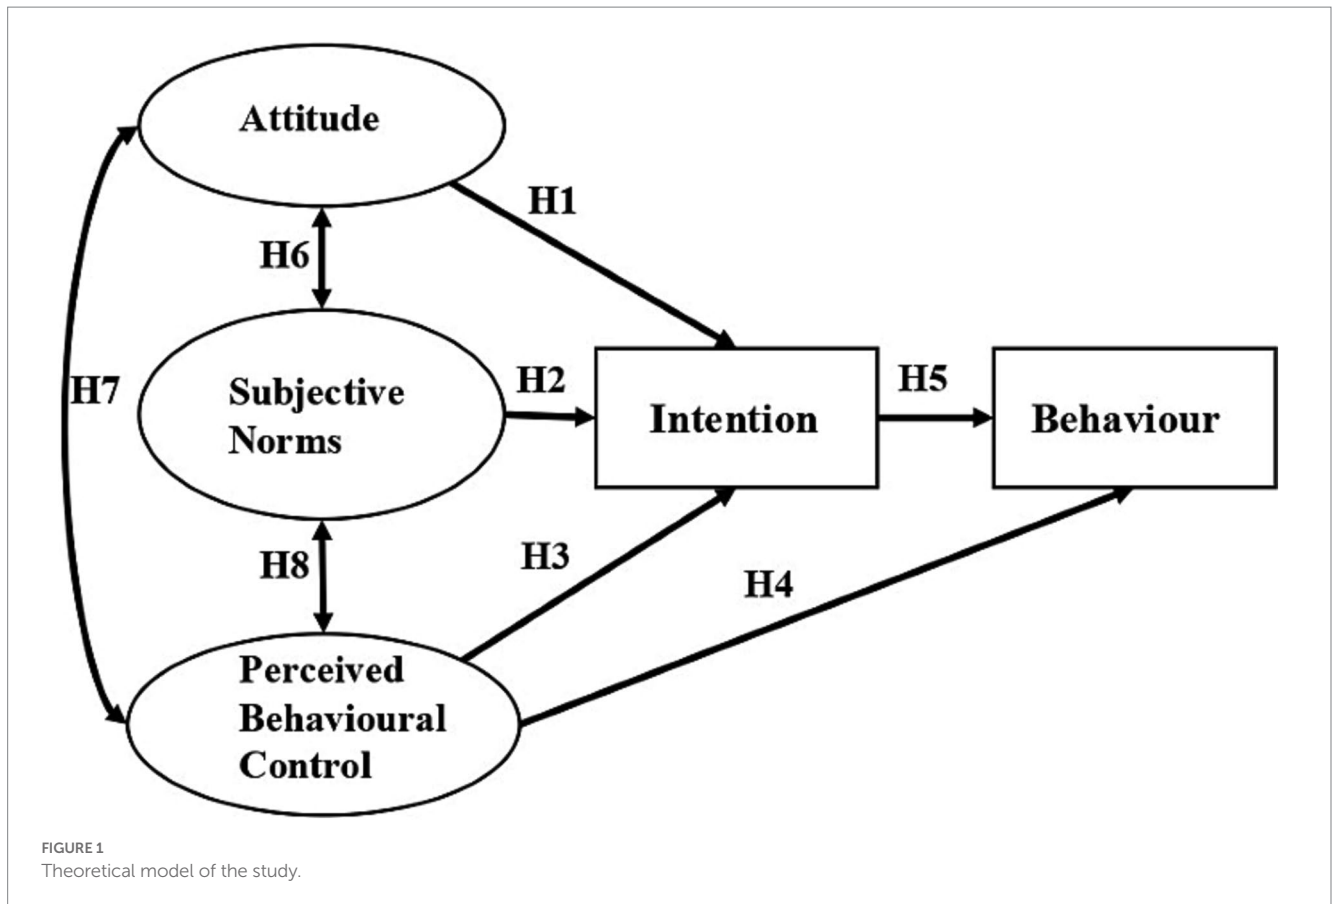 Attitude
H1
H6
H7
Subjective
Norms
H2
Intention
H5
Behaviour
H8
H3
H4
Perceived
Behavioural
Control
FIGURE 1
Theoretical model of the study.